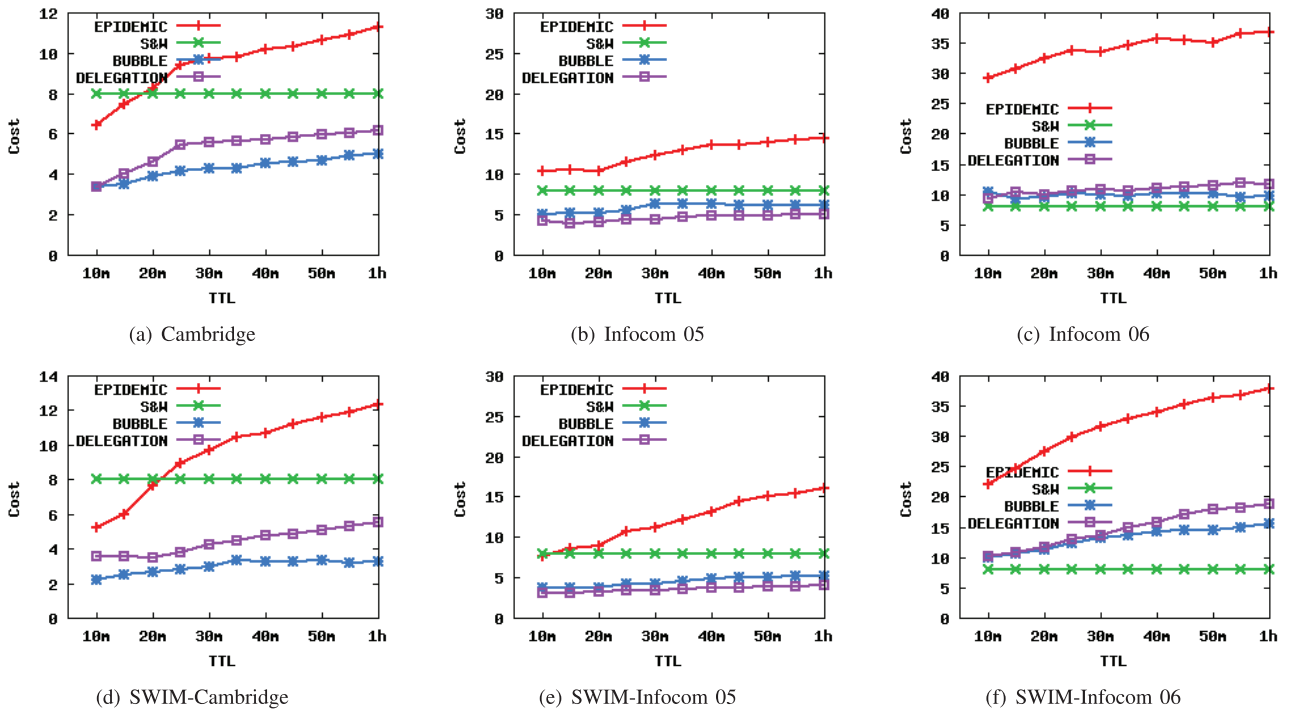 12
10
8
6
4
2
0
Cost
EPIDEMIC
S&W
BUBBLE
DELEGATION
10m 20m 30m 40m 50m 1h
TTL
(a) Cambridge
30
25
20
15
10
5
0
Cost
EPIDEMIC
S&W
BUBBLE
DELEGATION
10m 20m 30m 40m 50m 1h
TTL
(b) Infocom 05
40
35
30
25
20
15
10
5
0
Cost
EPIDEMIC
S&W
BUBBLE
DELEGATION
10m 20m 30m 40m 50m 1h
TTL
(c) Infocom 06
14
12
10
8
6
4
2
0
Cost
EPIDEMIC
S&W
BUBBLE
DELEGATION
10m 20m 30m 40m 50m 1h
TTL
(d) SWIM-Cambridge
30
25
20
15
10
5
0
Cost
EPIDEMIC
S&W
BUBBLE
DELEGATION
10m 20m 30m 40m 50m 1h
TTL
(e) SWIM-Infocom 05
40
35
30
25
20
15
10
5
0
Cost
EPIDEMIC
S&W
BUBBLE
DELEGATION
10m 20m 30m 40m 50m 1h
TTL
(f) SWIM-Infocom 06